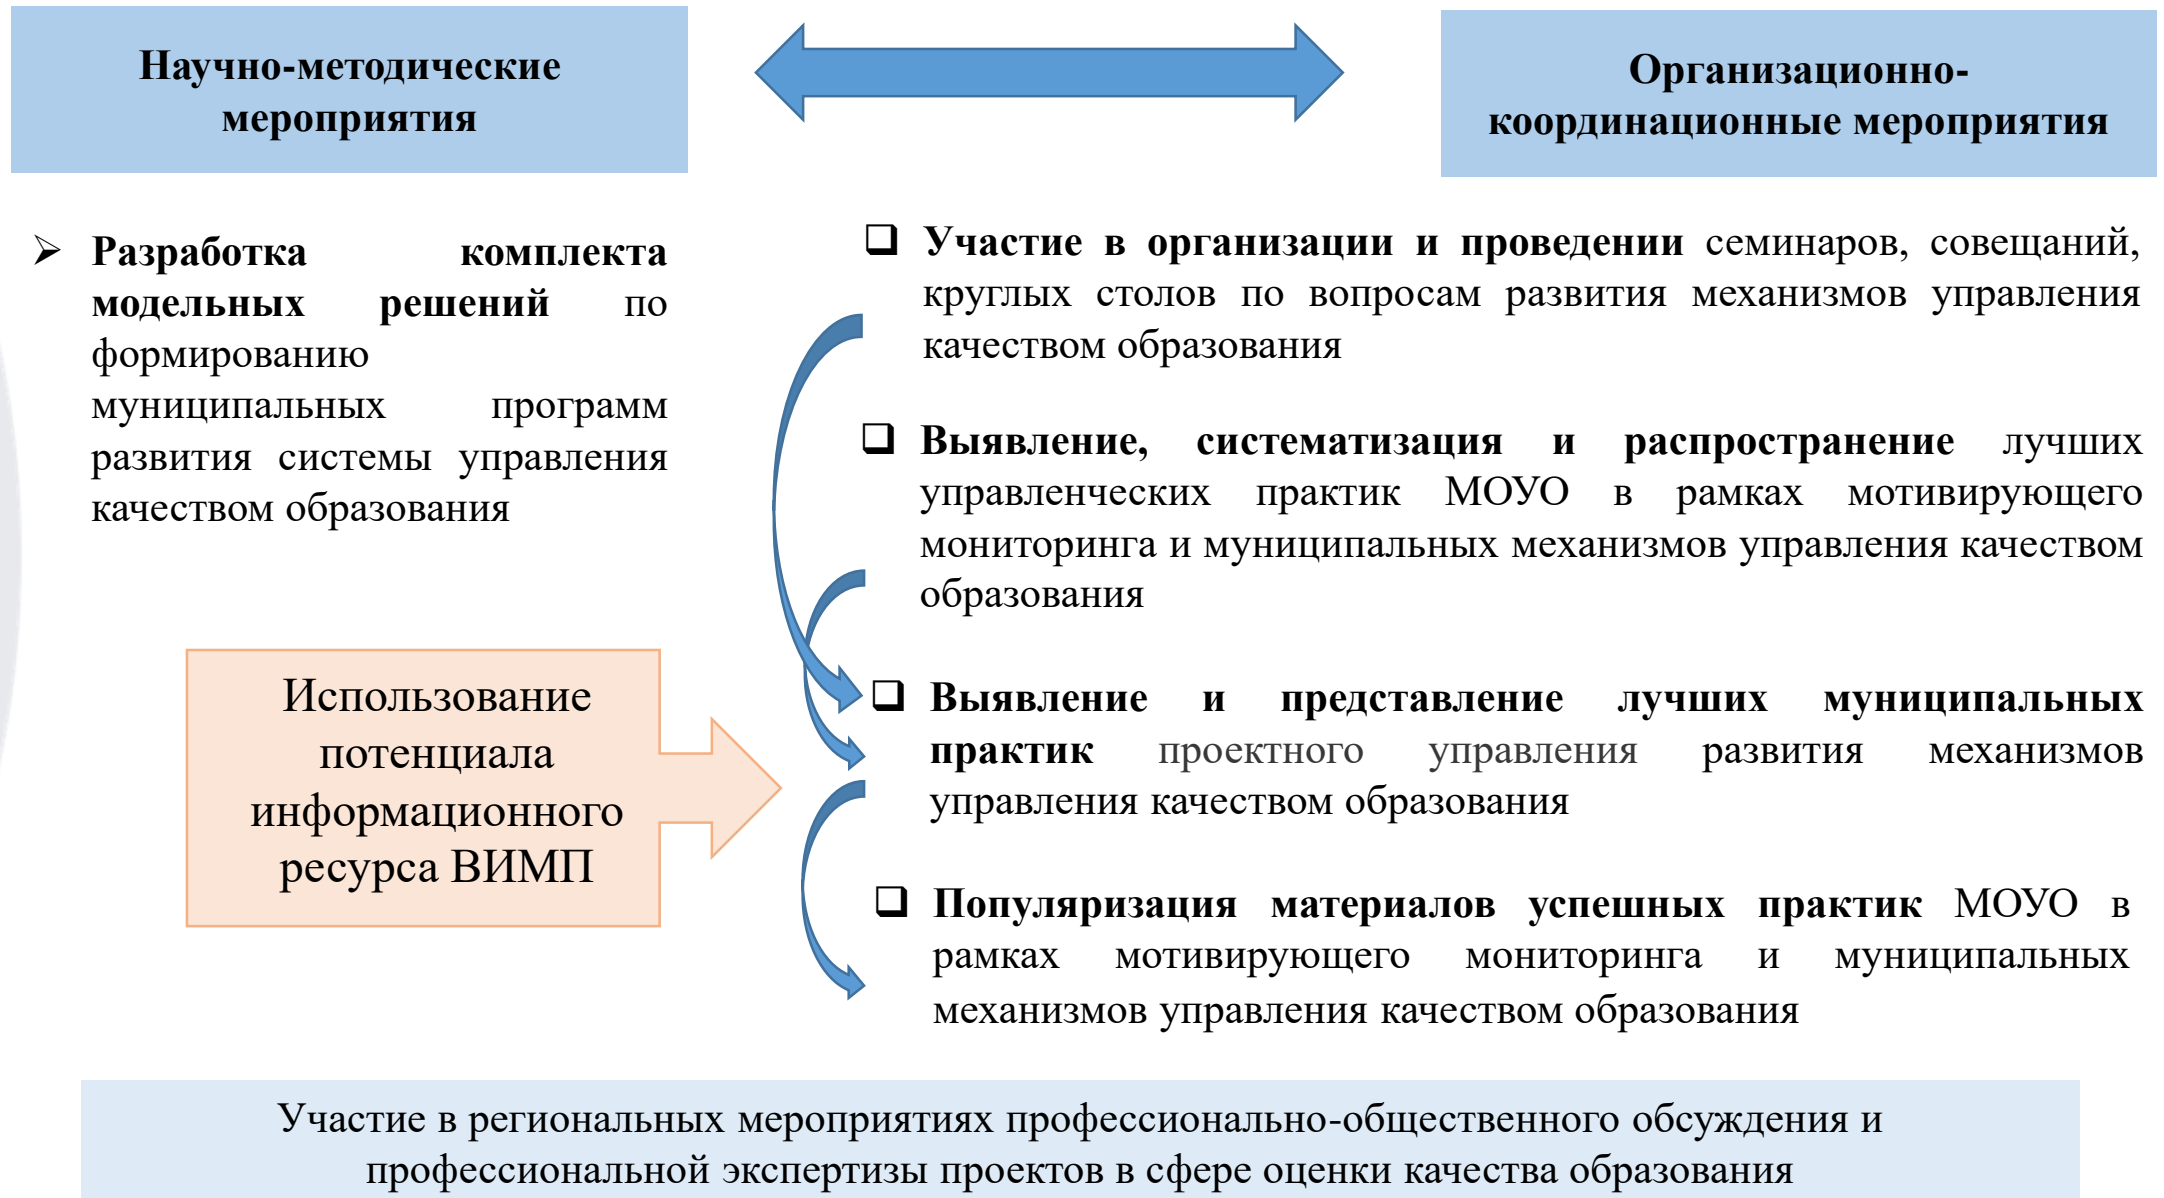 Научно-методические
мероприятия
Организационно-
координационные мероприятия
Разработка комплекта
модельных решений по
формированию
муниципальных программ
развития системы управления
качеством образования
Использование
потенциала
информационного
ресурса ВИМП
Участие в организации и проведении семинаров, совещаний,
круглых столов по вопросам развития механизмов управления
качеством образования
Выявление, систематизация и распространение лучших
управленческих практик МОУО в рамках мотивирующего
мониторинга и муниципальных механизмов управления качеством
образования
Выявление и представление лучших муниципальных
практик проектного управления развития механизмов
управления качеством образования
Популяризация материалов успешных практик МОУО в
рамках мотивирующего мониторинга и муниципальных
механизмов управления качеством образования
Участие в региональных мероприятиях профессионально-общественного обсуждения и
профессиональной экспертизы проектов в сфере оценки качества образования